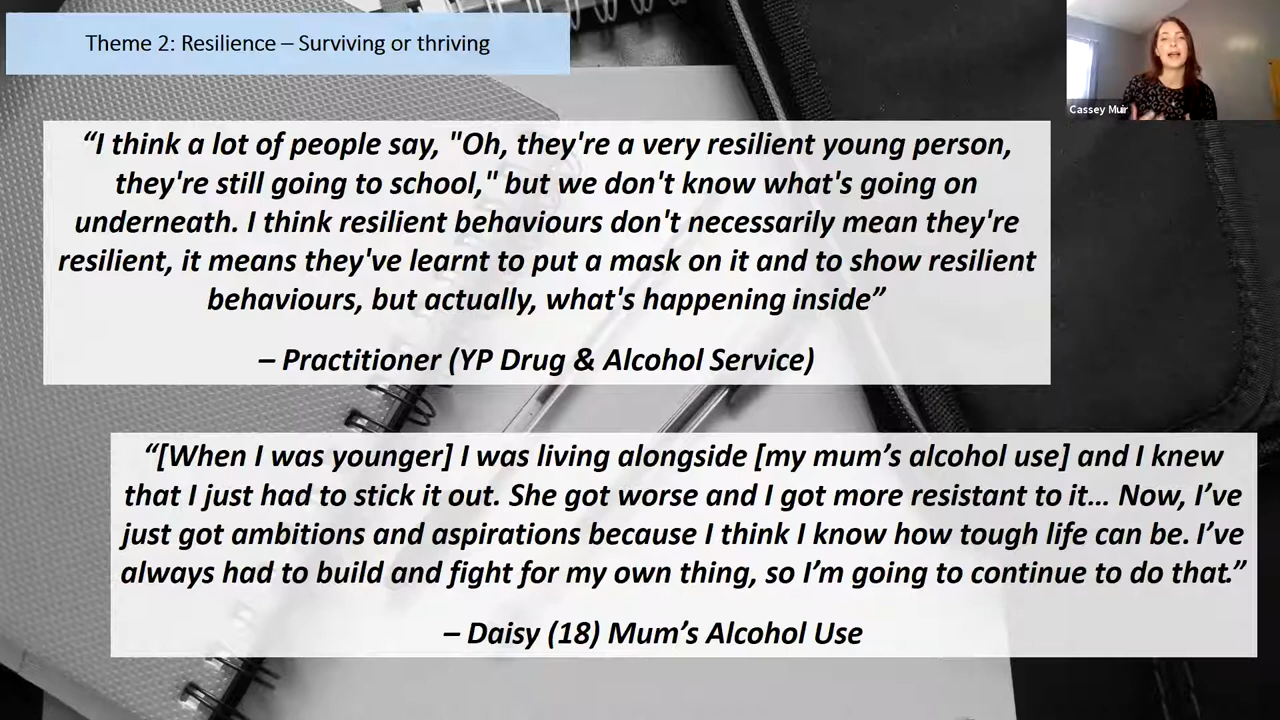 Theme 2: Resilience – Surviving or thriving
Cassey Muir
“I think a lot of people say, "Oh, they're a very resilient young person,
they're still going to school," but we don't know what's going on
underneath. I think resilient behaviours don't necessarily mean they're
resilient, it means they've learnt to put a mask on it and to show resilient
behaviours, but actually, what's happening inside”
– Practitioner (YP Drug & Alcohol Service)
“[When I was younger] I was living alongside [my mum’s alcohol use] and I knew
that I just had to stick it out. She got worse and I got more resistant to it… Now, I’ve
just got ambitions and aspirations because I think I know how tough life can be. I’ve
always had to build and fight for my own thing, so I’m going to continue to do that.”
– Daisy (18) Mum’s Alcohol Use